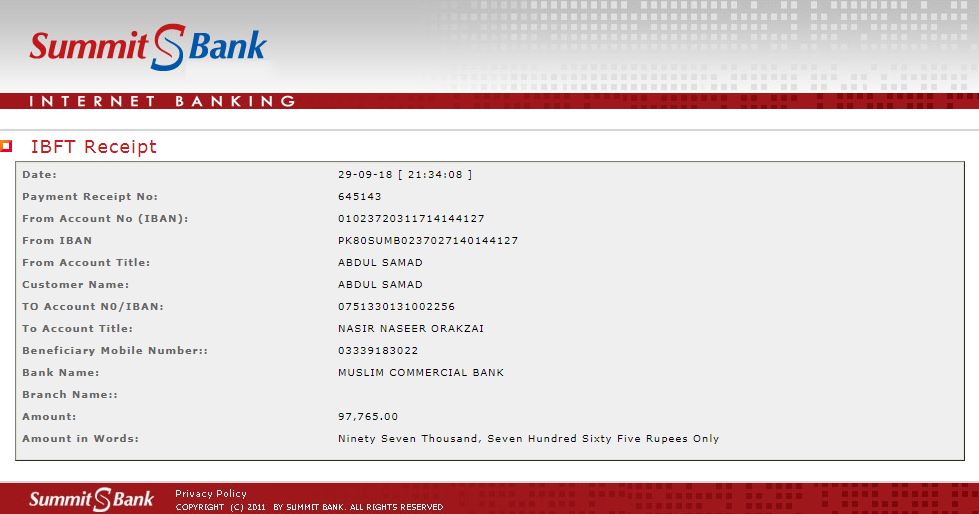 Summit S Bank
INTERNET BANKING
IBFT Receipt
Date: 29-09-18 [ 21:34:08 ]
Payment Receipt No: 645143
From Account No (IBAN): 01023720311714144127
From IBAN PK80SUMB0237027140144127
From Account Title: ABDUL SAMAD
Customer Name: ABDUL SAMAD
TO Account N0/IBAN: 0751330131002256
To Account Title: NASIR NASEER ORAKZAI
Beneficiary Mobile Number:: 03339183022
Bank Name: MUSLIM COMMERCIAL BANK
Branch Name::
Amount: 97,765.00
Amount in Words: Ninety Seven Thousand, Seven Hundred Sixty Five Rupees Only
Summit S Bank
Privacy Policy
COPYRIGHT (C) 2011 BY SUMMIT BANK. ALL RIGHTS RESERVED